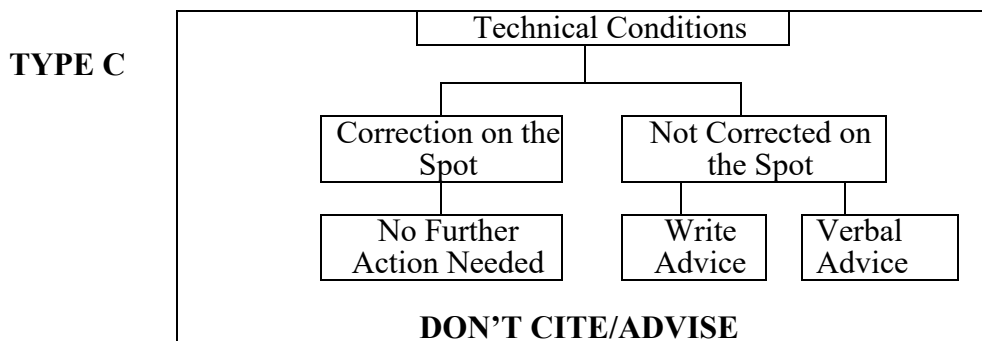 Technical Conditions
TYPE C
Correction on the
Spot
Not Corrected on
the Spot
No Further
Action Needed
Write
Advice
Verbal
Advice
DON’T CITE/ADVISE